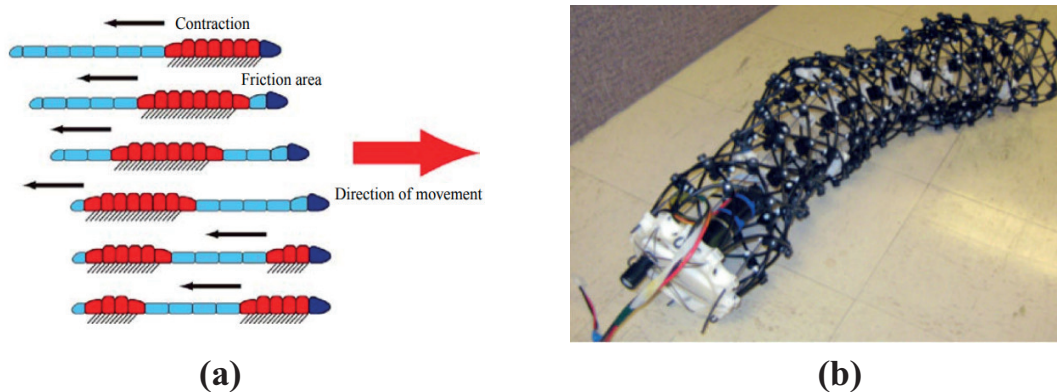 Contraction
Friction area
Direction of movement
(a)
(b)